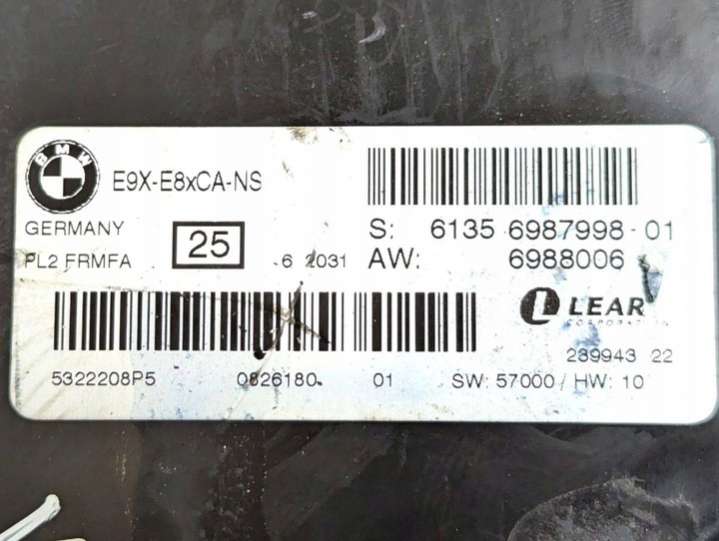 BMW
E9X-E8xCA-NS
GERMANY
PL2 FRMFA
25
6 2031
S: 6135 6987998-01
AW: 6988006
LEAR
CORPORATION
239943 22
5322208P5 0826180 01 SW: 57000 / HW: 10